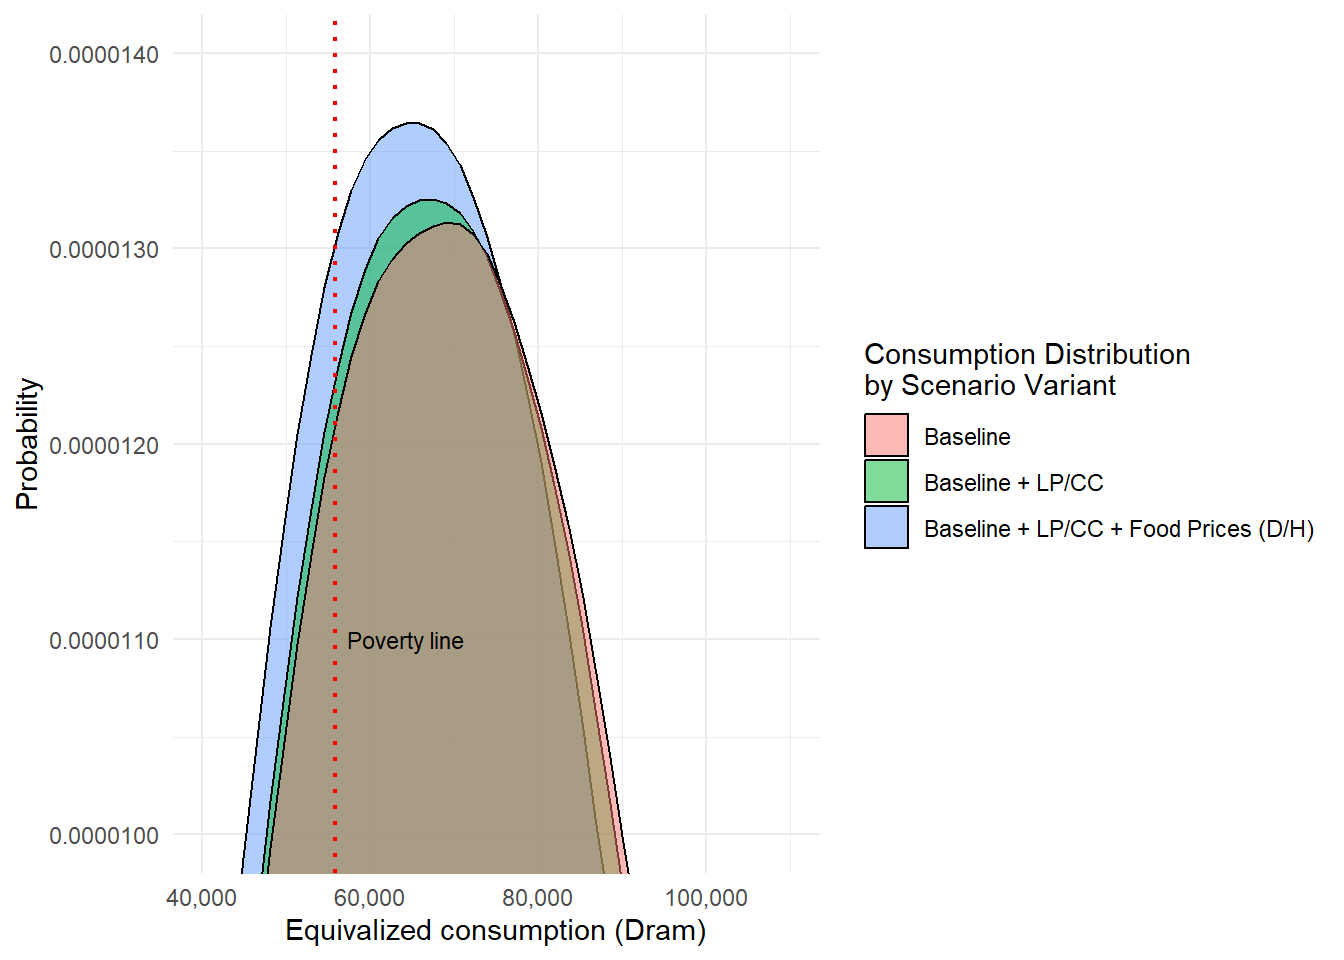 0.0000140
0.0000130
0.0000120
0.0000110
0.0000100
Probability
Poverty line
40,000
60,000
80,000
100,000
Equivalized consumption (Dram)
Consumption Distribution
by Scenario Variant
Baseline
Baseline + LP/CC
Baseline + LP/CC + Food Prices (D/H)